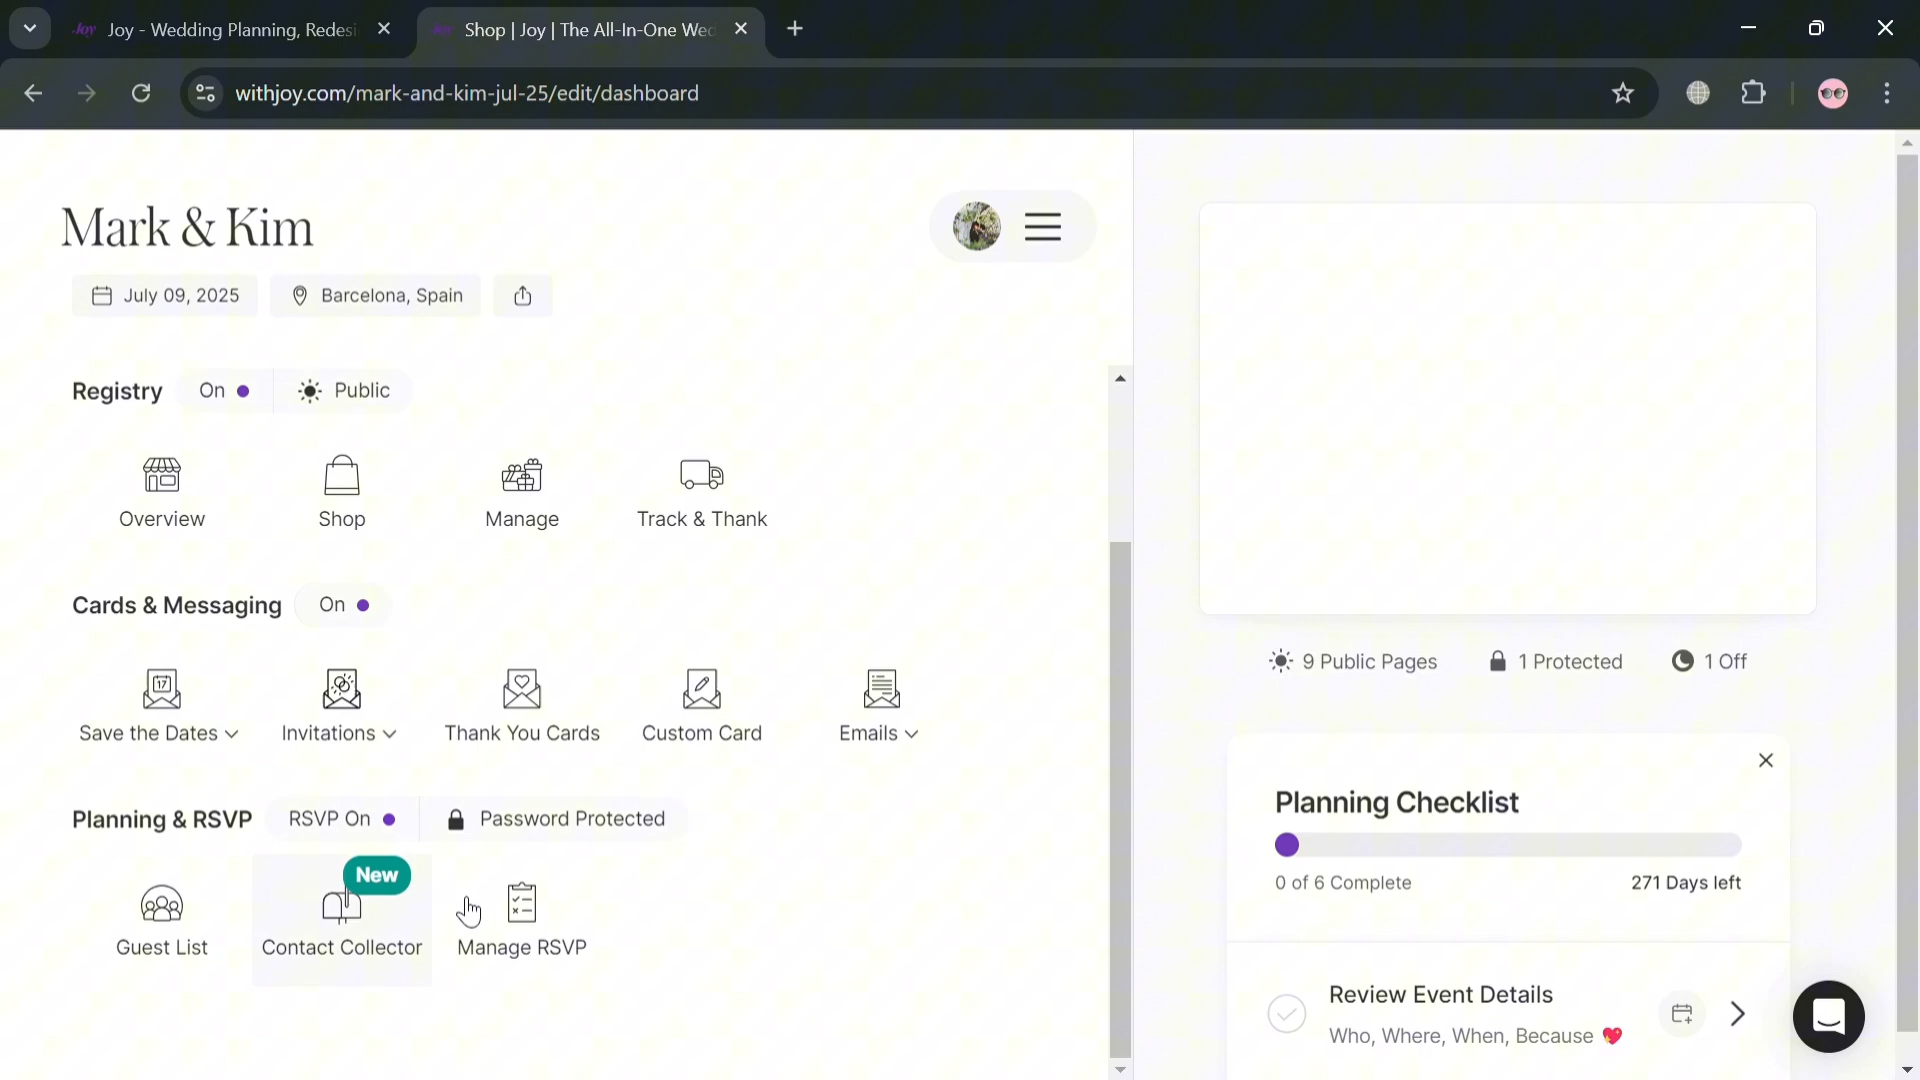 Joy - Wedding Planning, Redesi
Shop | Joy | The All-In-One Wed
withjoy.com/mark-and-kim-jul-25/edit/dashboard
Mark & Kim
July 09, 2025
Barcelona, Spain
Registry
On
Public
Overview
Shop
Manage
Track & Thank
Cards & Messaging
On
17
Save the Dates
Invitations
Thank You Cards
Custom Card
Emails
Planning & RSVP
RSVP On
Password Protected
New
Guest List
Contact Collector
Manage RSVP
9 Public Pages
1 Protected
1 Off
Planning Checklist
0 of 6 Complete
271 Days left
Review Event Details
Who, Where, When, Because 💖